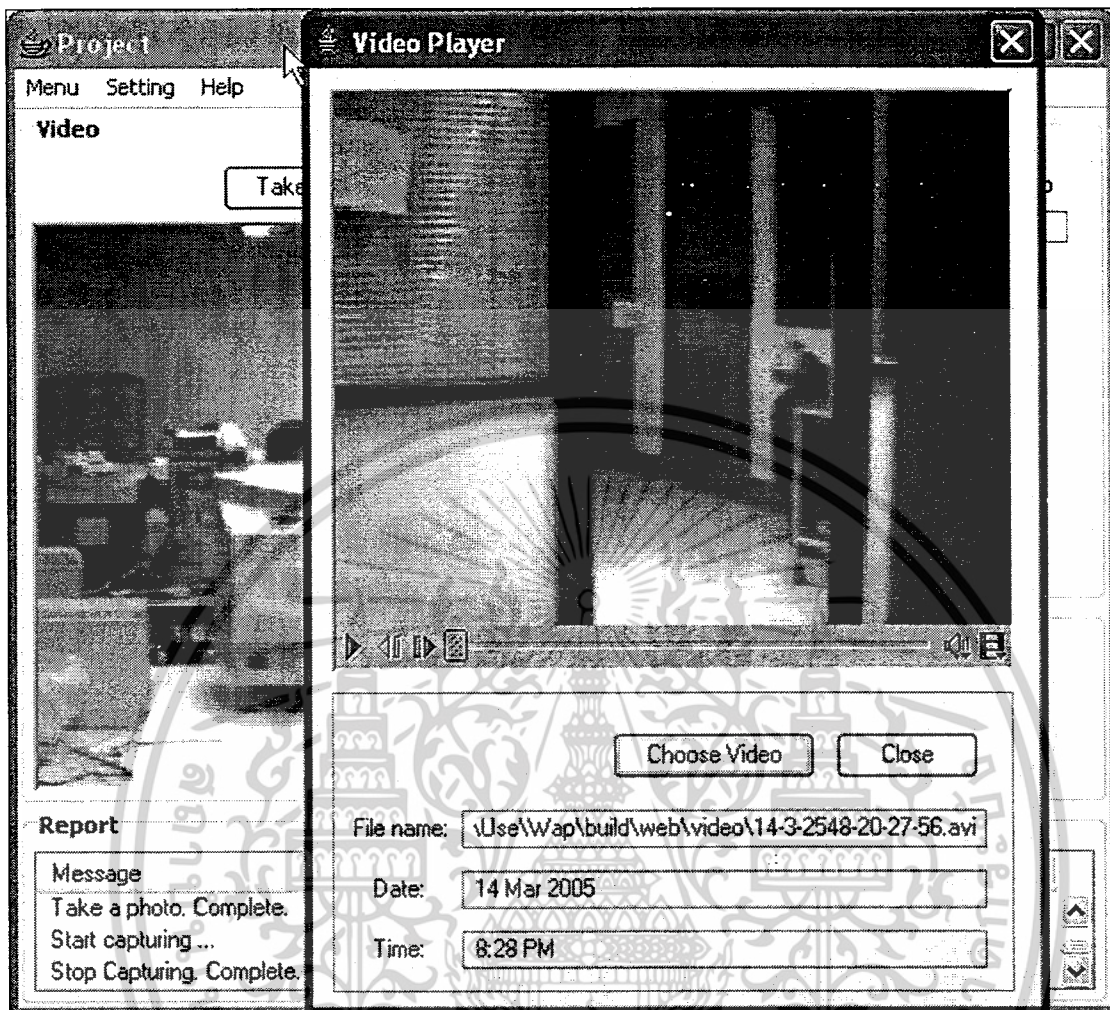 Project
Menu Setting Help
Video
Take
Video Player
Choose Video Close
File name: \Use\Wap\build\web\video\14-3-2548-20-27-56.avi
Date: 14 Mar 2005
Time: 8:28 PM
Report
Message
Take a photo. Complete.
Start capturing ...
Stop Capturing. Complete.